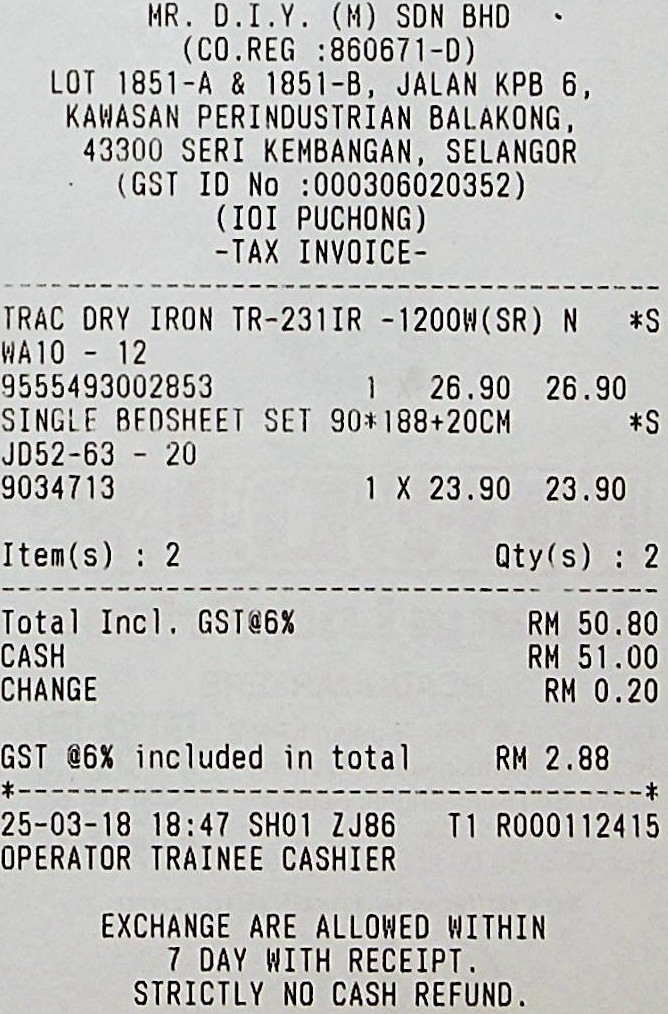 MR. D.I.Y. (M) SDN BHD
(CO.REG :860671-D)
LOT 1851-A & 1851-B, JALAN KPB 6,
KAWASAN PERINDUSTRIAN BALAKONG,
43300 SERI KEMBANGAN, SELANGOR
(GST ID No :000306020352)
(IOI PUCHONG)
-TAX INVOICE-
TRAC DRY IRON TR-231IR -1200W(SR) N *S
WA10 - 12
9555493002853 1 X 26.90 26.90
SINGLE BEDSHEET SET 90*188+20CM *S
JD52-63 - 20
9034713 1 X 23.90 23.90
Item(s) : 2 Qty(s) : 2
Total Incl. GST@6% RM 50.80
CASH RM 51.00
CHANGE RM 0.20
GST @6% included in total RM 2.88
*--------------------------------------*
25-03-18 18:47 SH01 ZJ86 T1 R000112415
OPERATOR TRAINEE CASHIER
EXCHANGE ARE ALLOWED WITHIN
7 DAY WITH RECEIPT.
STRICTLY NO CASH REFUND.